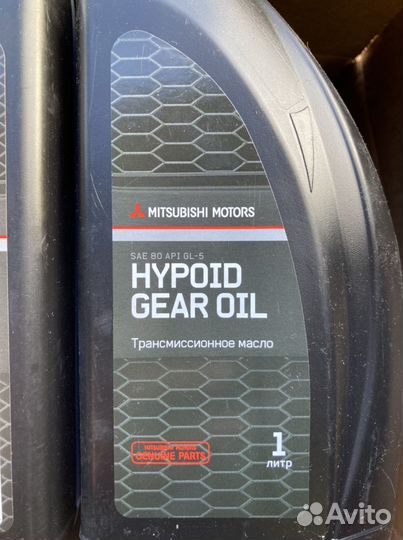 MITSUBISHI MOTORS
SAE 80 API GL-5
HYPOID
GEAR OIL
Трансмиссионное масло
MITSUBISHI MOTORS
GENUINE PARTS
1
литр
Avito